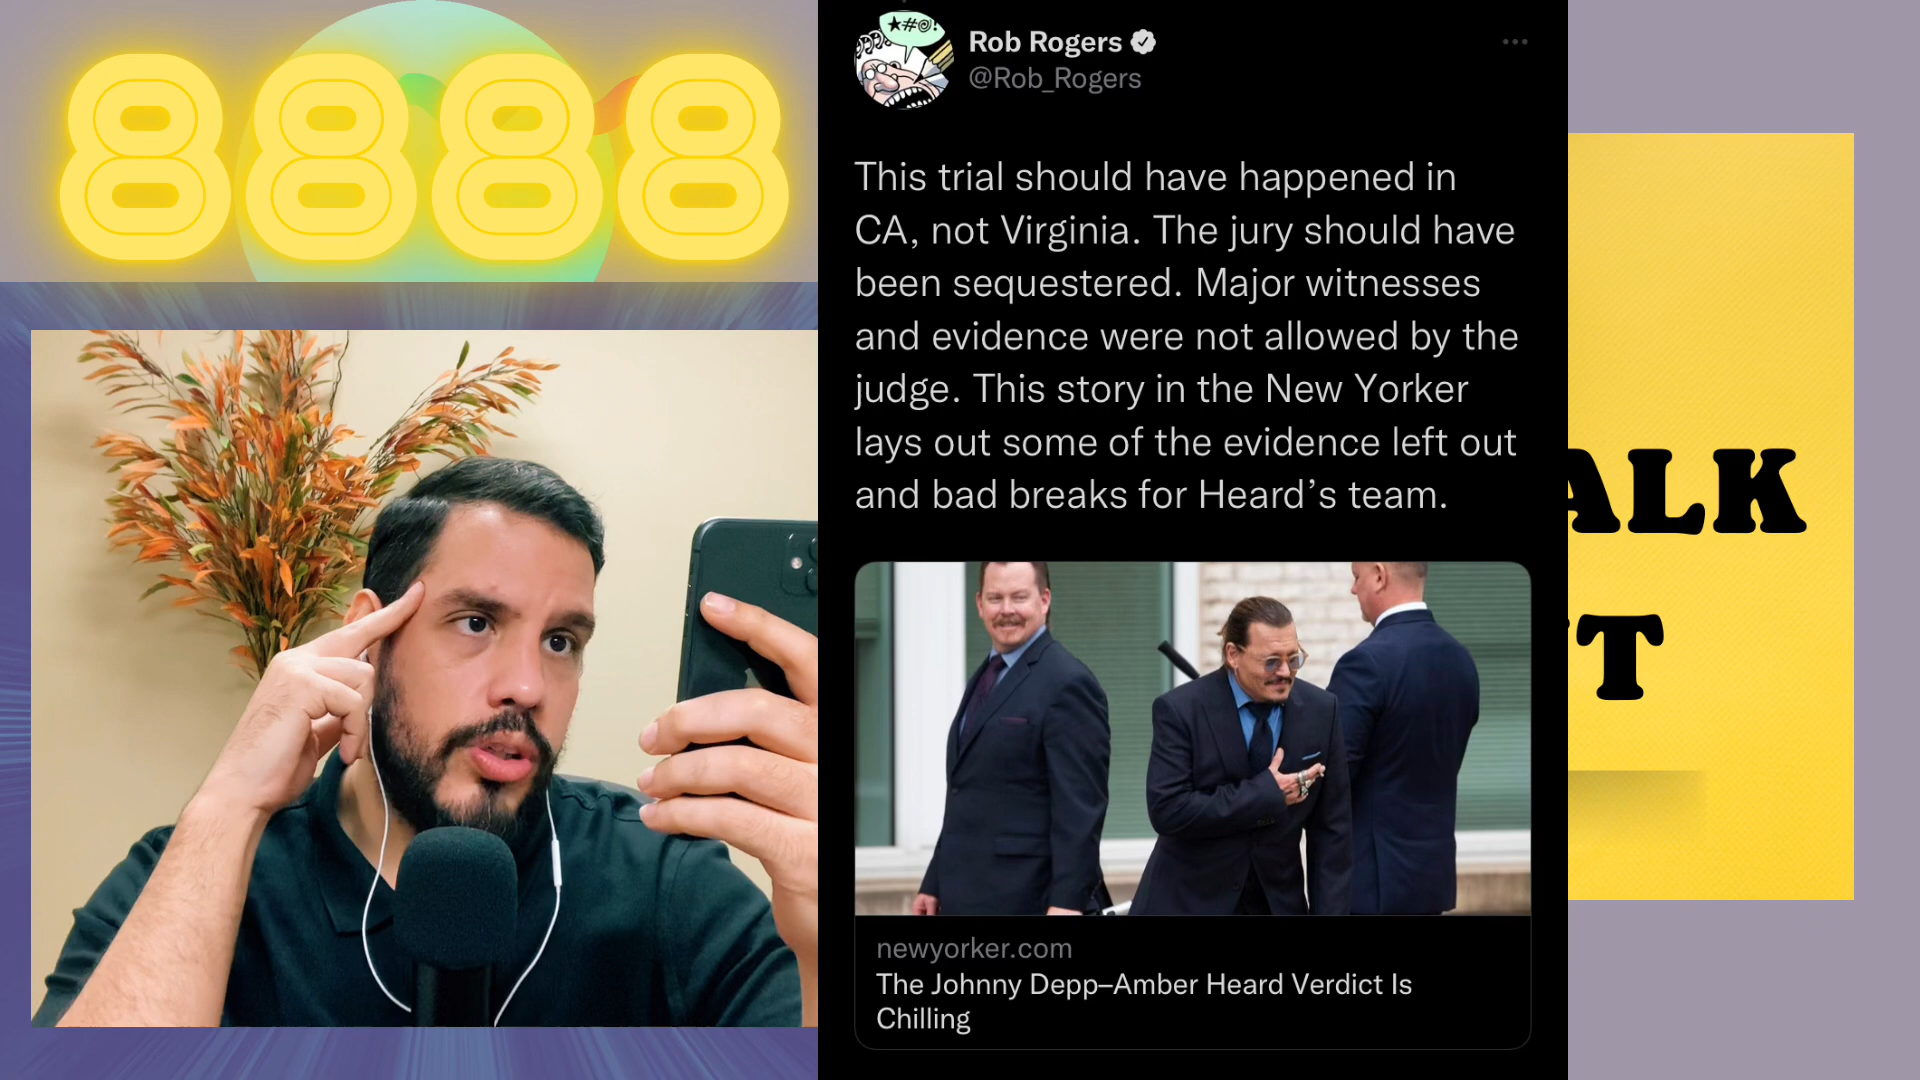 8888
*#@!
Rob Rogers
@Rob_Rogers
This trial should have happened in
CA, not Virginia. The jury should have
been sequestered. Major witnesses
and evidence were not allowed by the
judge. This story in the New Yorker
lays out some of the evidence left out
and bad breaks for Heard’s team.
newyorker.com
The Johnny Depp–Amber Heard Verdict Is
Chilling
ALK
T